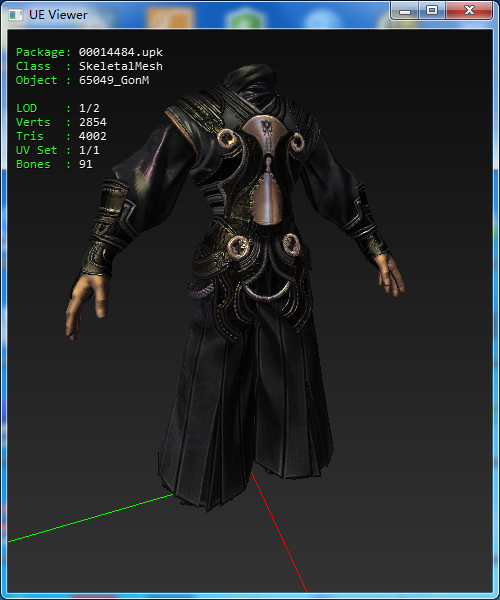 UE Viewer
Package: 00014484.upk
Class : SkeletalMesh
Object : 65049_GonM
LOD : 1/2
Verts : 2854
Tris : 4002
UV Set : 1/1
Bones : 91